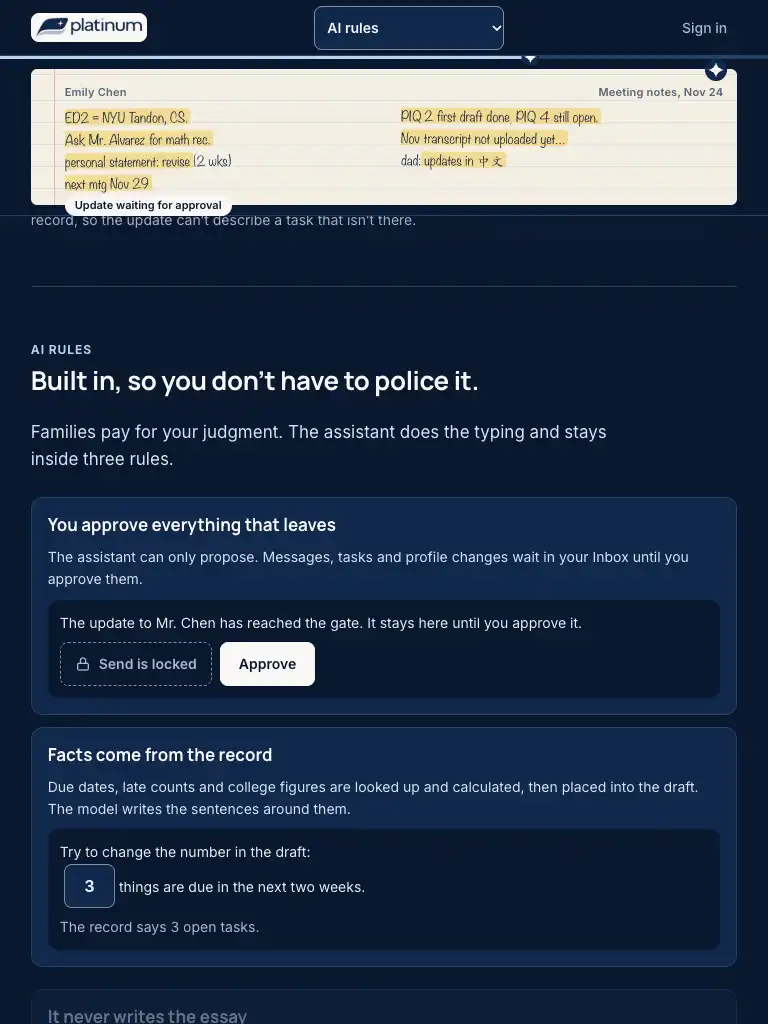 platinum
AI rules
Sign in
Emily Chen
Meeting notes, Nov 24
ED2 = NYU Tandon, CS.
Ask Mr. Alvarez for math rec.
personal statement: revise (2 wks)
next mtg Nov 29
PIQ 2 first draft done, PIQ 4 still open.
Nov transcript not uploaded yet...
dad: updates in 中文
Update waiting for approval
record, so the update can't describe a task that isn't there.
AI RULES
Built in, so you don't have to police it.
Families pay for your judgment. The assistant does the typing and stays
inside three rules.
You approve everything that leaves
The assistant can only propose. Messages, tasks and profile changes wait in your Inbox until you
approve them.
The update to Mr. Chen has reached the gate. It stays here until you approve it.
Send is locked
Approve
Facts come from the record
Due dates, late counts and college figures are looked up and calculated, then placed into the draft.
The model writes the sentences around them.
Try to change the number in the draft:
3 things are due in the next two weeks.
The record says 3 open tasks.
It never writes the essay